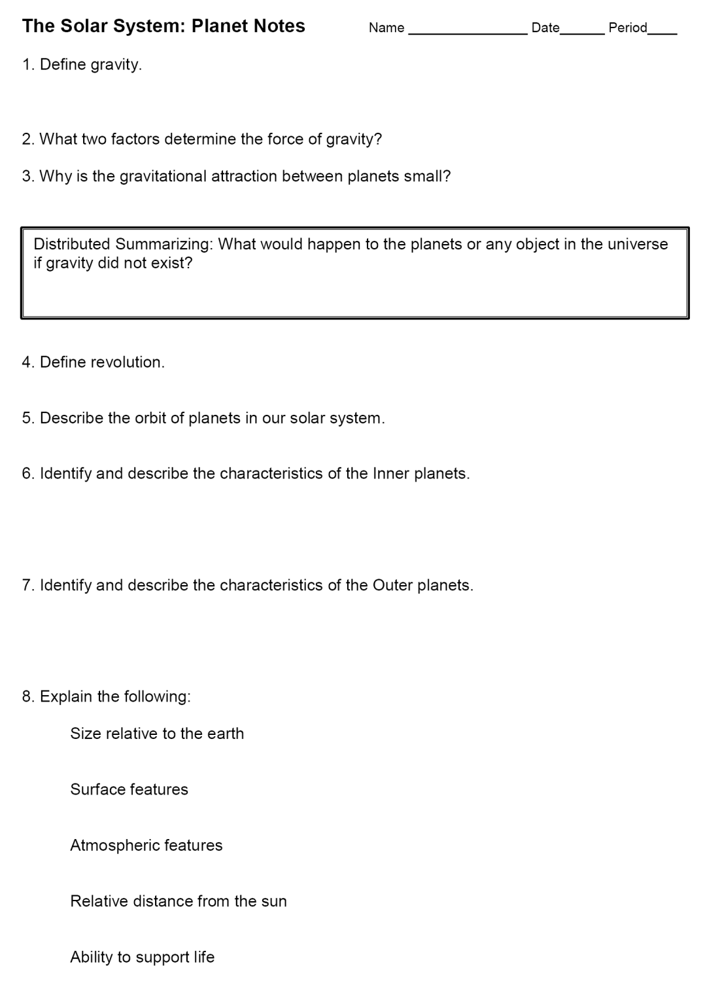 The Solar System: Planet Notes Name ________________ Date______ Period____
1. Define gravity.
2. What two factors determine the force of gravity?
3. Why is the gravitational attraction between planets small?
Distributed Summarizing: What would happen to the planets or any object in the universe
if gravity did not exist?
4. Define revolution.
5. Describe the orbit of planets in our solar system.
6. Identify and describe the characteristics of the Inner planets.
7. Identify and describe the characteristics of the Outer planets.
8. Explain the following:
Size relative to the earth
Surface features
Atmospheric features
Relative distance from the sun
Ability to support life